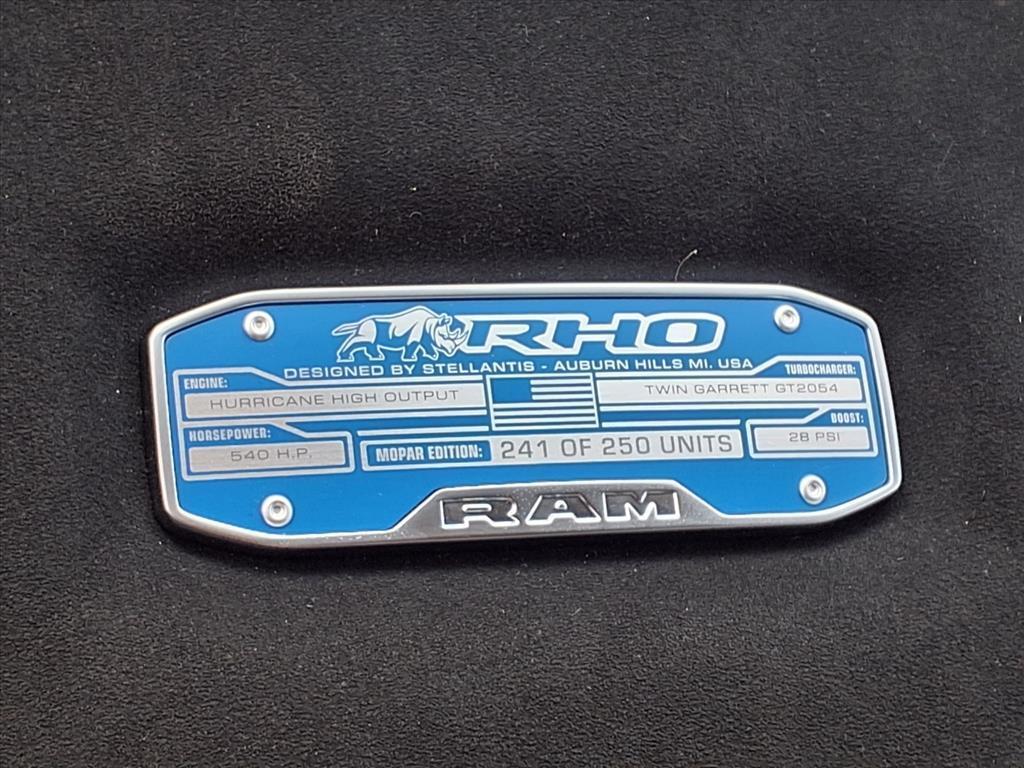 RHO
DESIGNED BY STELLANTIS - AUBURN HILLS MI. USA
ENGINE:
HURRICANE HIGH OUTPUT
TURBOCHARGER:
TWIN GARRETT GT2054
HORSEPOWER:
540 H.P.
MOPAR EDITION: 241 OF 250 UNITS
BOOST:
28 PSI
RAM